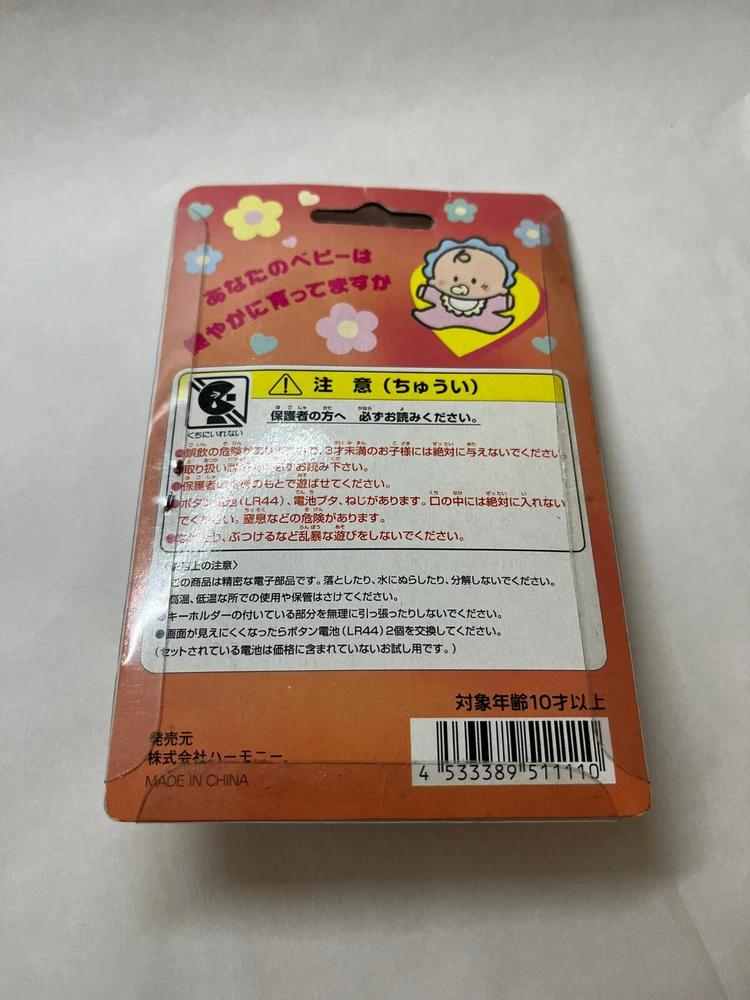 あなたのベビーは
やかに育ってますか
くちにいれない
注 意（ちゅうい）
保護者の方へ 必ずお読みください。
●誤飲の危険があり、3才未満のお子様には絶対に与えないでください。
●取り扱い 必ずお読み下さい。
●保護者 のもとで遊ばせてください。
●ボタン電池（LR44）、電池ブタ、ねじがあります。口の中には絶対に入れない
でください。窒息などの危険があります。
たり、ぶつけるなど乱暴な遊びをしないでください。
上の注意〉
この商品は精密な電子部品です。落としたり、水にぬらしたり、分解しないでください。
高温、低温な所での使用や保管はさけてください。
キーホルダーの付いている部分を無理に引っ張ったりしないでください。
●画面が見えにくくなったらボタン電池（LR44）2個を交換してください。
（セットされている電池は価格に含まれていないお試し用です。）
対象年齢10才以上
発売元
株式会社ハーモニー.
MADE IN CHINA
4 533389 511110